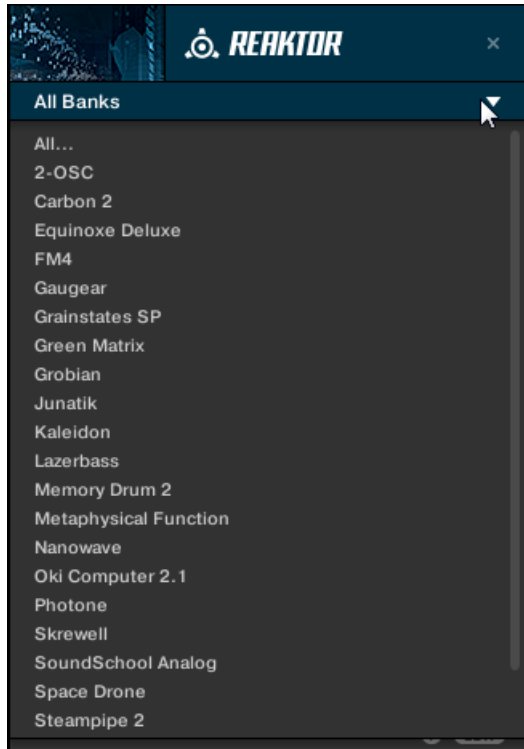 REAKTOR
All Banks
All...
2-OSC
Carbon 2
Equinoxe Deluxe
FM4
Gaugear
Grainstates SP
Green Matrix
Grobian
Junatik
Kaleidon
Lazerbass
Memory Drum 2
Metaphysical Function
Nanowave
Oki Computer 2.1
Photone
Skrewell
SoundSchool Analog
Space Drone
Steampipe 2